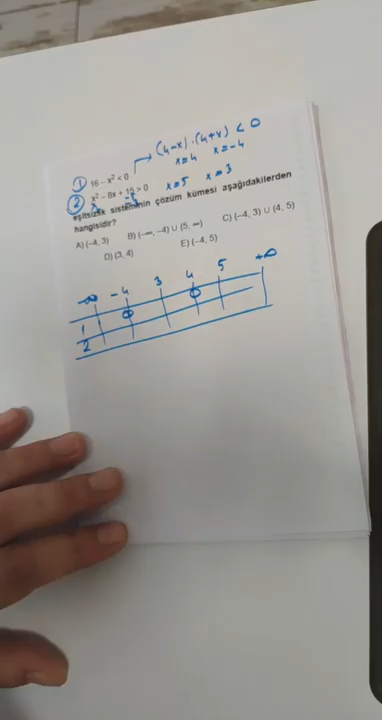 (4-x).(4+x) < 0
① 16 – x² < 0
x=4 x=-4
② x² – 8x + 15 > 0
x=5 x=3
eşitsizlik sisteminin çözüm kümesi aşağıdakilerden
hangisidir?
A) (–4, 3) B) (–∞, –4) ∪ (5, ∞) C) (–4, 3) ∪ (4, 5)
D) (3, 4) E) (–4, 5)
-∞ -4 3 4 5 +∞
1
2